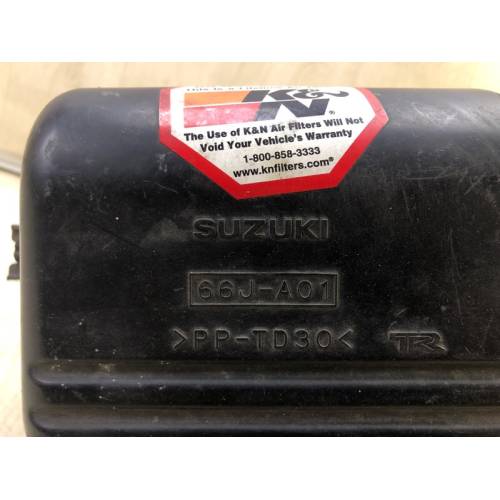 K&N
®
The Use of K&N Air Filters Will Not
Void Your Vehicle's Warranty
1-800-858-3333
www.knfilters.com®
SUZUKI
66J-A01
>PP-TD30< TR